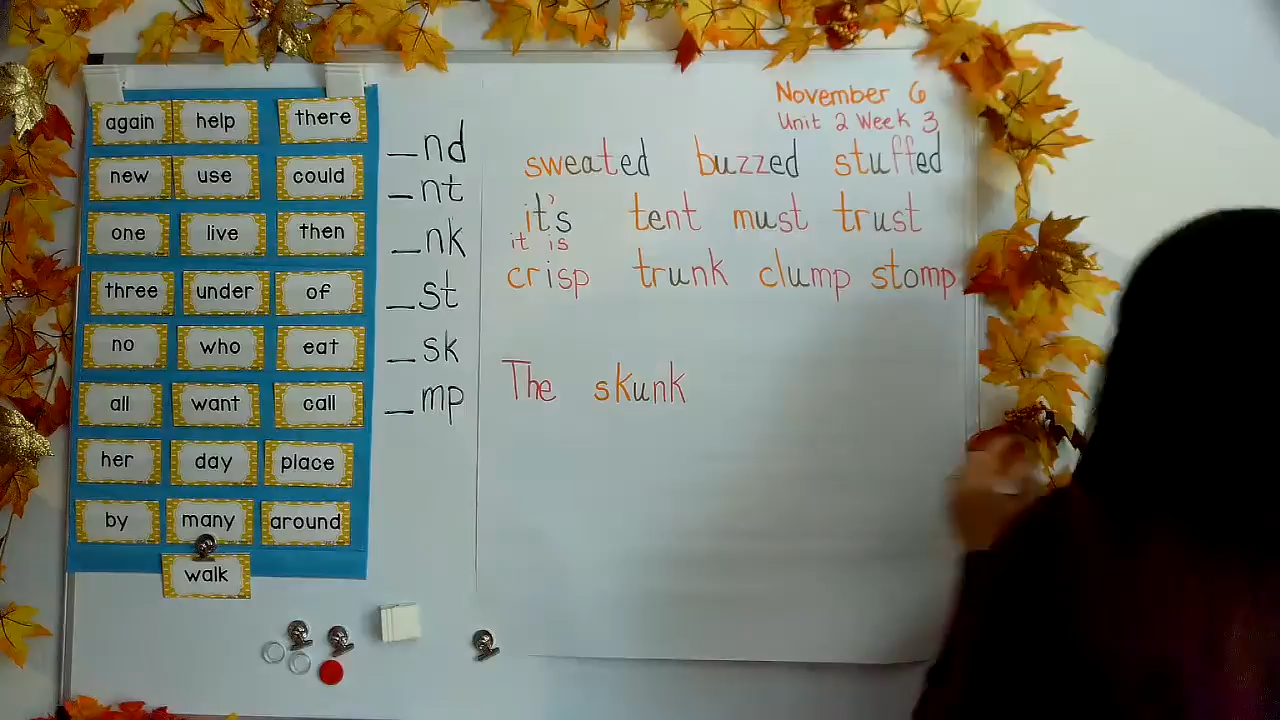 again help there
new use could
one live then
three under of
no who eat
all want call
her day place
by many around
walk
_nd
_nt
_nk
_st
_sk
_mp
November 6
Unit 2 Week 3
sweated buzzed stuffed
it's tent must trust
it is
crisp trunk clump stomp
The skunk